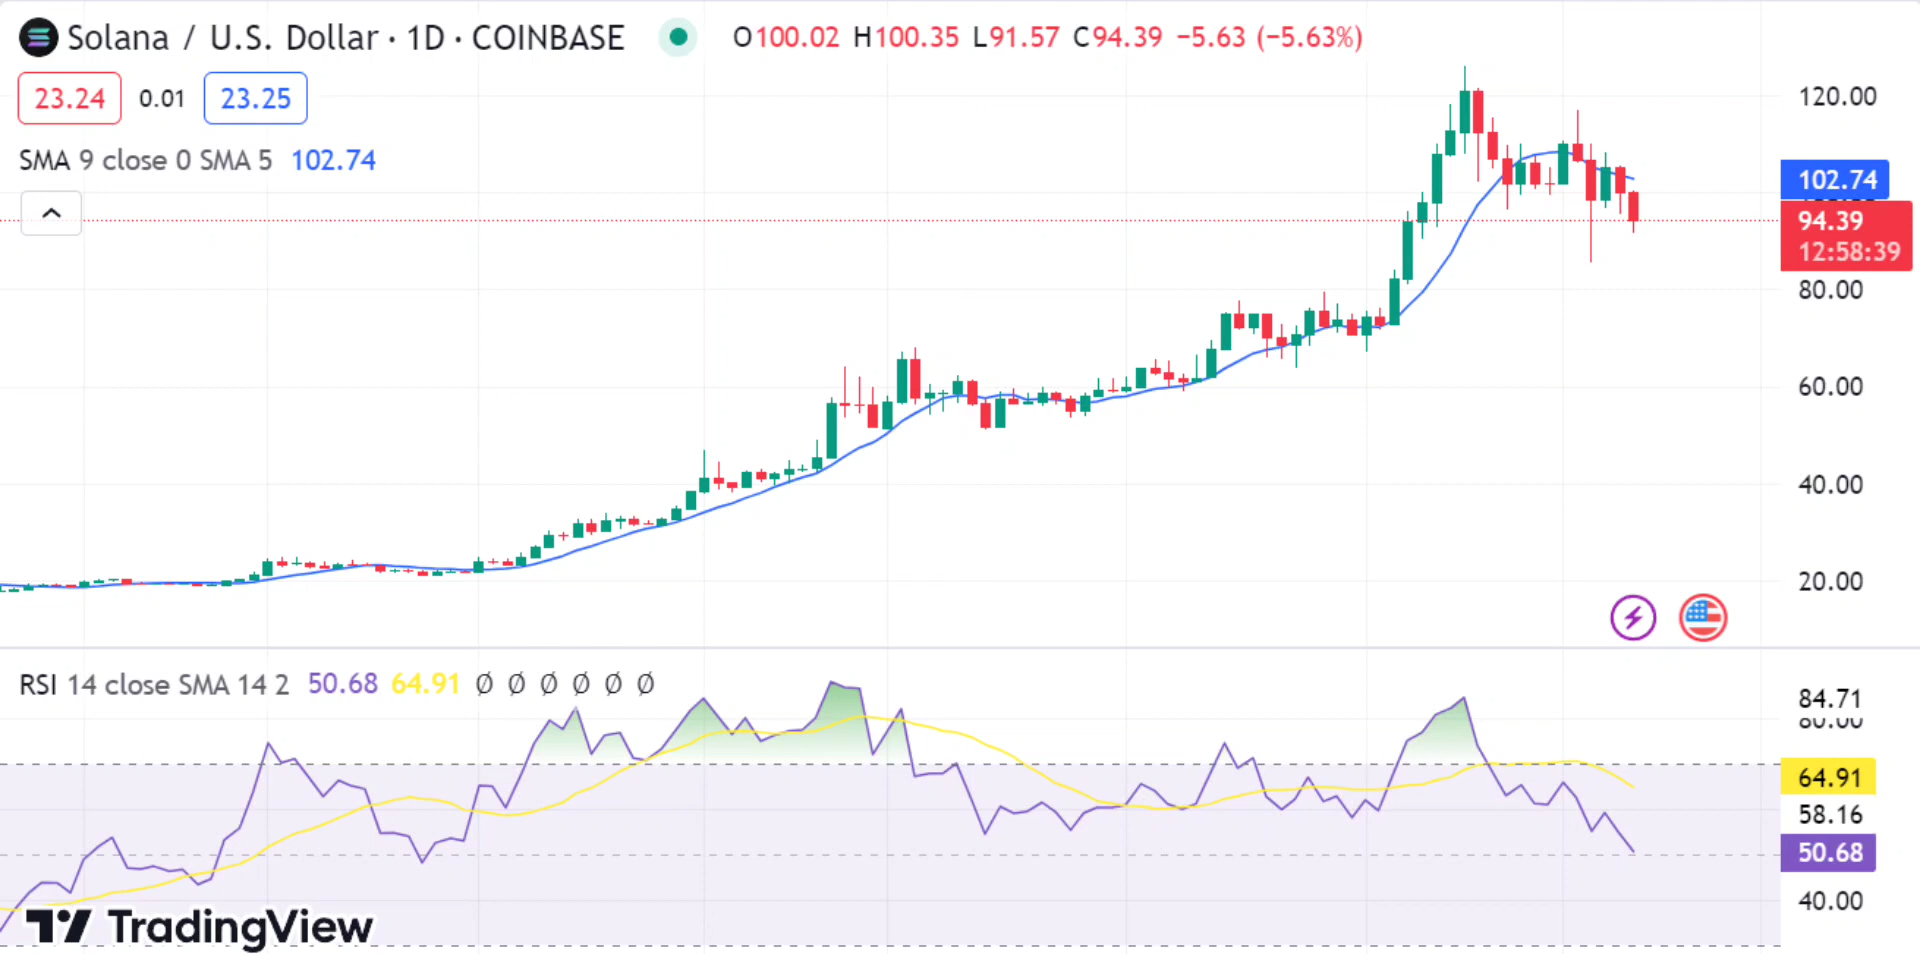 Solana / U.S. Dollar · 1D · COINBASE O100.02 H100.35 L91.57 C94.39 −5.63 (−5.63%)
23.24 0.01 23.25
SMA 9 close 0 SMA 5 102.74
120.00
102.74
94.39
12:58:39
80.00
60.00
40.00
20.00
RSI 14 close SMA 14 2 50.68 64.91 Ø Ø Ø Ø Ø Ø
84.71
80.00
64.91
58.16
50.68
40.00
TradingView